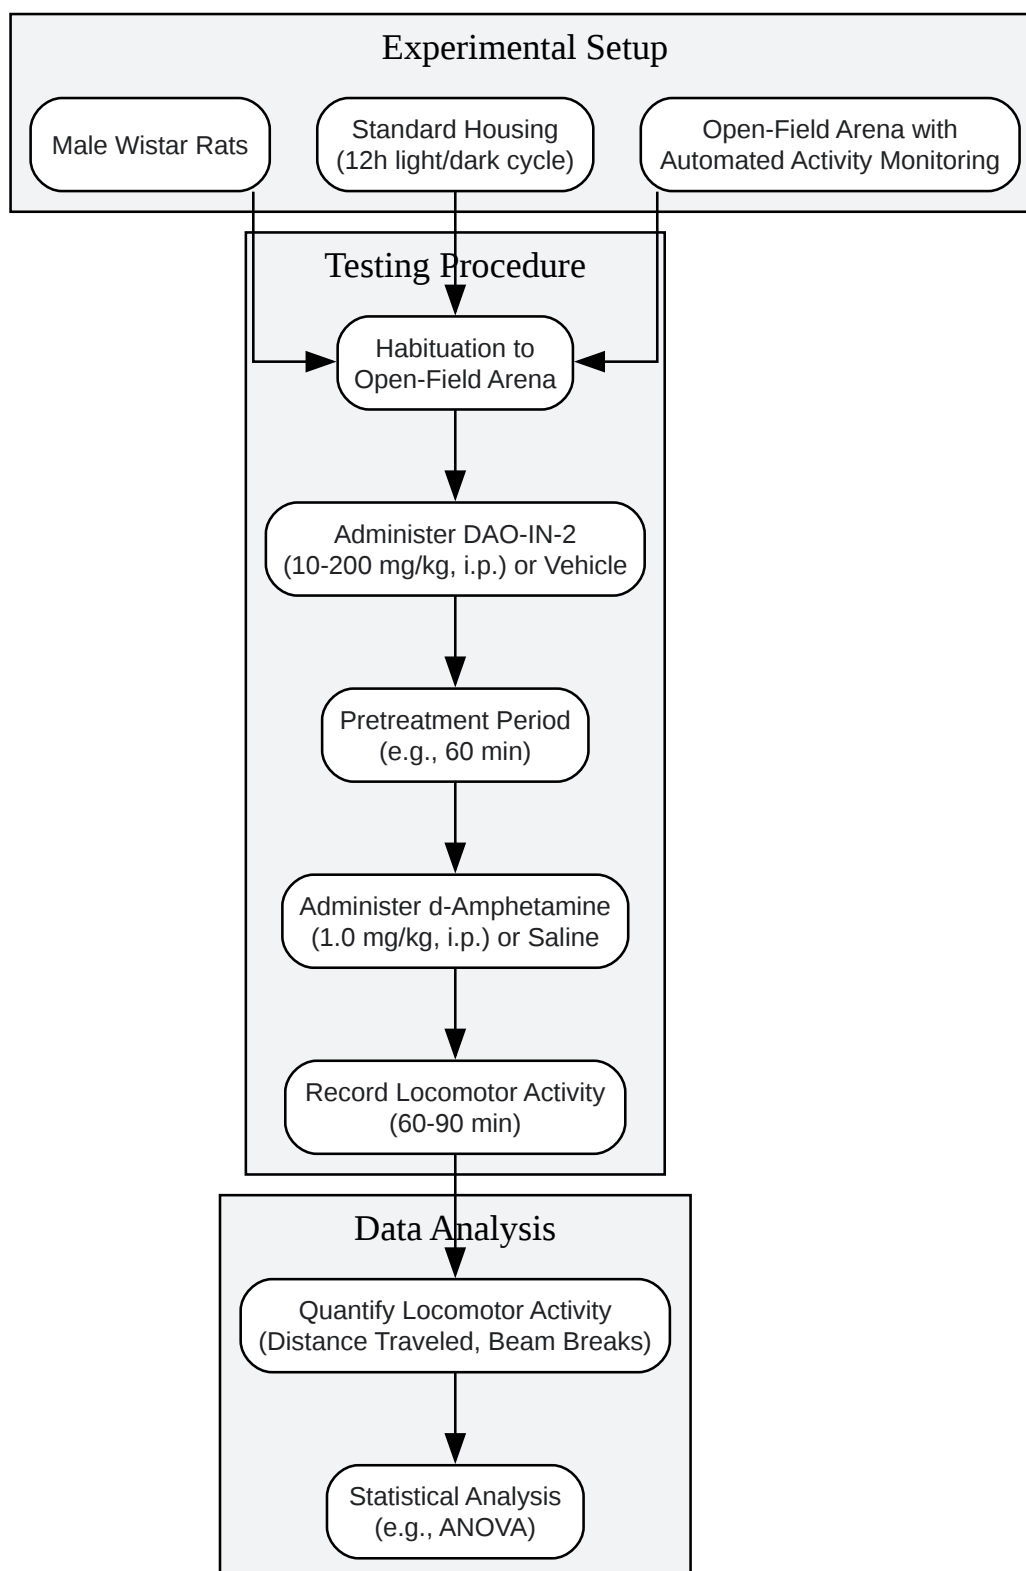 Experimental Setup
Male Wistar Rats
Standard Housing
(12h light/dark cycle)
Open-Field Arena with
Automated Activity Monitoring
Testing Procedure
Habituation to
Open-Field Arena
Administer DAO-IN-2
(10-200 mg/kg, i.p.) or Vehicle
Pretreatment Period
(e.g., 60 min)
Administer d-Amphetamine
(1.0 mg/kg, i.p.) or Saline
Record Locomotor Activity
(60-90 min)
Data Analysis
Quantify Locomotor Activity
(Distance Traveled, Beam Breaks)
Statistical Analysis
(e.g., ANOVA)